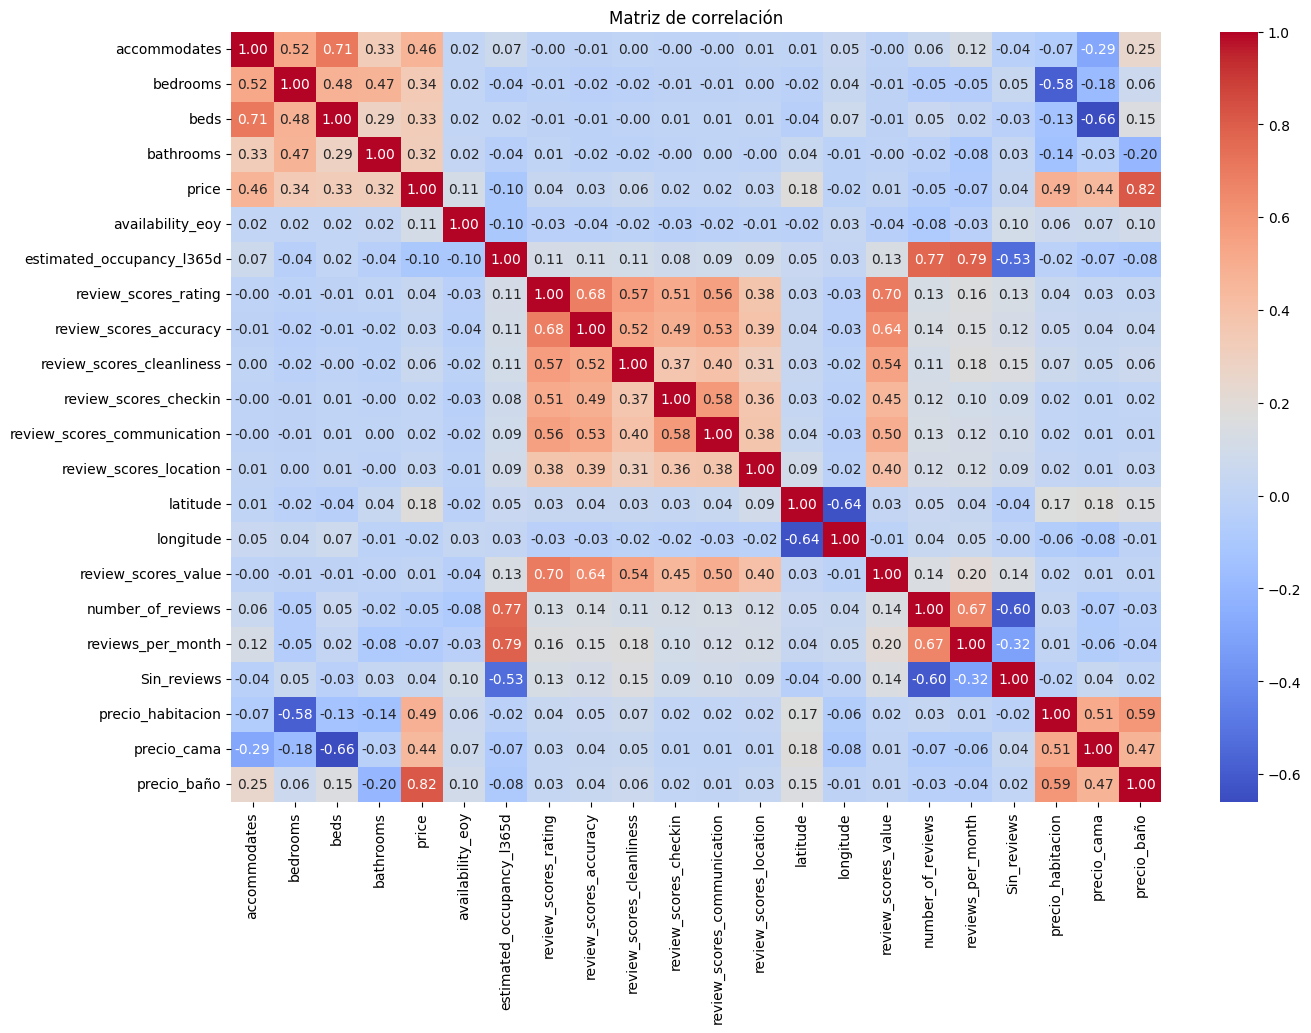 Matriz de correlación
accommodates 1.00 0.52 0.71 0.33 0.46 0.02 0.07 -0.00 -0.01 0.00 -0.00 -0.00 0.01 0.01 0.05 -0.00 0.06 0.12 -0.04 -0.07 -0.29 0.25
bedrooms 0.52 1.00 0.48 0.47 0.34 0.02 -0.04 -0.01 -0.02 -0.02 -0.01 -0.01 0.00 -0.02 0.04 -0.01 -0.05 -0.05 0.05 -0.58 -0.18 0.06
beds 0.71 0.48 1.00 0.29 0.33 0.02 0.02 -0.01 -0.01 -0.00 0.01 0.01 0.01 -0.04 0.07 -0.01 0.05 0.02 -0.03 -0.13 -0.66 0.15
bathrooms 0.33 0.47 0.29 1.00 0.32 0.02 -0.04 0.01 -0.02 -0.02 -0.00 0.00 -0.00 0.04 -0.01 -0.00 -0.02 -0.08 0.03 -0.14 -0.03 -0.20
price 0.46 0.34 0.33 0.32 1.00 0.11 -0.10 0.04 0.03 0.06 0.02 0.02 0.03 0.18 -0.02 0.01 -0.05 -0.07 0.04 0.49 0.44 0.82
availability_eoy 0.02 0.02 0.02 0.02 0.11 1.00 -0.10 -0.03 -0.04 -0.02 -0.03 -0.02 -0.01 -0.02 0.03 -0.04 -0.08 -0.03 0.10 0.06 0.07 0.10
estimated_occupancy_l365d 0.07 -0.04 0.02 -0.04 -0.10 -0.10 1.00 0.11 0.11 0.11 0.08 0.09 0.09 0.05 0.03 0.13 0.77 0.79 -0.53 -0.02 -0.07 -0.08
review_scores_rating -0.00 -0.01 -0.01 0.01 0.04 -0.03 0.11 1.00 0.68 0.57 0.51 0.56 0.38 0.03 -0.03 0.70 0.13 0.16 0.13 0.04 0.03 0.03
review_scores_accuracy -0.01 -0.02 -0.01 -0.02 0.03 -0.04 0.11 0.68 1.00 0.52 0.49 0.53 0.39 0.04 -0.03 0.64 0.14 0.15 0.12 0.05 0.04 0.04
review_scores_cleanliness 0.00 -0.02 -0.00 -0.02 0.06 -0.02 0.11 0.57 0.52 1.00 0.37 0.40 0.31 0.03 -0.02 0.54 0.11 0.18 0.15 0.07 0.05 0.06
review_scores_checkin -0.00 -0.01 0.01 -0.00 0.02 -0.03 0.08 0.51 0.49 0.37 1.00 0.58 0.36 0.03 -0.02 0.45 0.12 0.10 0.09 0.02 0.01 0.02
review_scores_communication -0.00 -0.01 0.01 0.00 0.02 -0.02 0.09 0.56 0.53 0.40 0.58 1.00 0.38 0.04 -0.03 0.50 0.13 0.12 0.10 0.02 0.01 0.01
review_scores_location 0.01 0.00 0.01 -0.00 0.03 -0.01 0.09 0.38 0.39 0.31 0.36 0.38 1.00 0.09 -0.02 0.40 0.12 0.12 0.09 0.02 0.01 0.03
latitude 0.01 -0.02 -0.04 0.04 0.18 -0.02 0.05 0.03 0.04 0.03 0.03 0.04 0.09 1.00 -0.64 0.03 0.05 0.04 -0.04 0.17 0.18 0.15
longitude 0.05 0.04 0.07 -0.01 -0.02 0.03 0.03 -0.03 -0.03 -0.02 -0.02 -0.03 -0.02 -0.64 1.00 -0.01 0.04 0.05 -0.00 -0.06 -0.08 -0.01
review_scores_value -0.00 -0.01 -0.01 -0.00 0.01 -0.04 0.13 0.70 0.64 0.54 0.45 0.50 0.40 0.03 -0.01 1.00 0.14 0.20 0.14 0.02 0.01 0.01
number_of_reviews 0.06 -0.05 0.05 -0.02 -0.05 -0.08 0.77 0.13 0.14 0.11 0.12 0.13 0.12 0.05 0.04 0.14 1.00 0.67 -0.60 0.03 -0.07 -0.03
reviews_per_month 0.12 -0.05 0.02 -0.08 -0.07 -0.03 0.79 0.16 0.15 0.18 0.10 0.12 0.12 0.04 0.05 0.20 0.67 1.00 -0.32 0.01 -0.06 -0.04
Sin_reviews -0.04 0.05 -0.03 0.03 0.04 0.10 -0.53 0.13 0.12 0.15 0.09 0.10 0.09 -0.04 -0.00 0.14 -0.60 -0.32 1.00 -0.02 0.04 0.02
precio_habitacion -0.07 -0.58 -0.13 -0.14 0.49 0.06 -0.02 0.04 0.05 0.07 0.02 0.02 0.02 0.17 -0.06 0.02 0.03 0.01 -0.02 1.00 0.51 0.59
precio_cama -0.29 -0.18 -0.66 -0.03 0.44 0.07 -0.07 0.03 0.04 0.05 0.01 0.01 0.01 0.18 -0.08 0.01 -0.07 -0.06 0.04 0.51 1.00 0.47
precio_baño 0.25 0.06 0.15 -0.20 0.82 0.10 -0.08 0.03 0.04 0.06 0.02 0.01 0.03 0.15 -0.01 0.01 -0.03 -0.04 0.02 0.59 0.47 1.00
accommodates
bedrooms
beds
bathrooms
price
availability_eoy
estimated_occupancy_l365d
review_scores_rating
review_scores_accuracy
review_scores_cleanliness
review_scores_checkin
review_scores_communication
review_scores_location
latitude
longitude
review_scores_value
number_of_reviews
reviews_per_month
Sin_reviews
precio_habitacion
precio_cama
precio_baño
1.0
0.8
0.6
0.4
0.2
0.0
−0.2
−0.4
−0.6